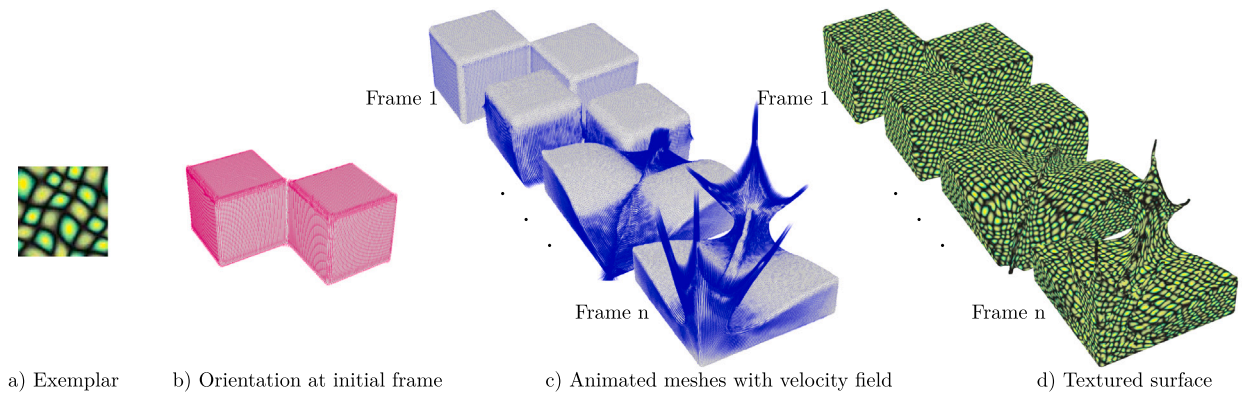 Frame 1
Frame 1
Frame n
Frame n
a) Exemplar
b) Orientation at initial frame
c) Animated meshes with velocity field
d) Textured surface